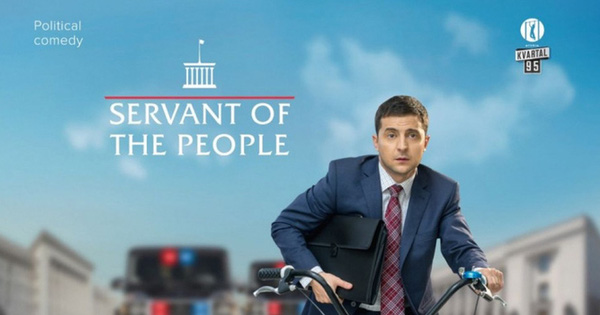 Political
comedy
SERVANT OF
THE PEOPLE
KVARTAL
95